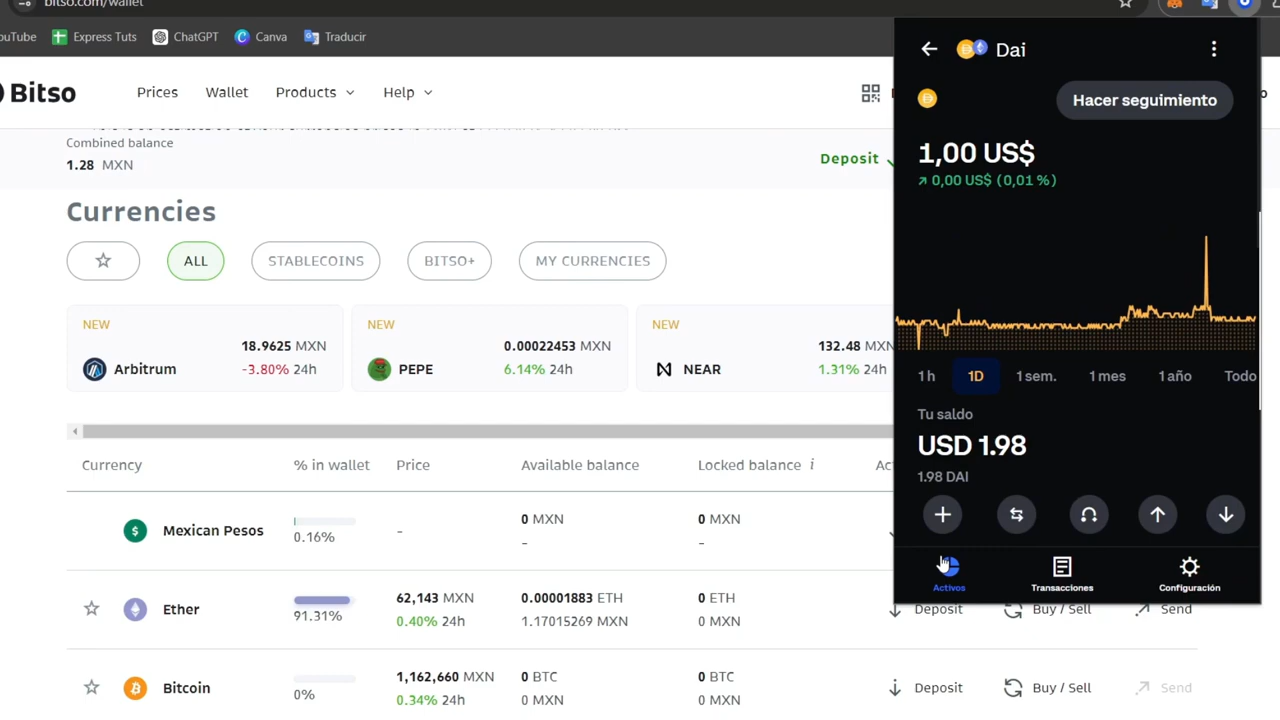 bitso.com/wallet
Express Tuts
ChatGPT
Canva
Traducir
Bitso
Prices
Wallet
Products
Help
Combined balance
1.28 MXN
Deposit
Currencies
ALL
STABLECOINS
BITSO+
MY CURRENCIES
NEW
Arbitrum
18.9625 MXN
-3.80% 24h
NEW
PEPE
0.00022453 MXN
6.14% 24h
NEW
NEAR
132.48 MXN
1.31% 24h
Currency
% in wallet
Price
Available balance
Locked balance i
Mexican Pesos
0.16%
-
0 MXN
-
0 MXN
-
Ether
91.31%
62,143 MXN
0.40% 24h
0.00001883 ETH
1.17015269 MXN
0 ETH
0 MXN
Deposit
Buy / Sell
Send
Bitcoin
0%
1,162,660 MXN
0.34% 24h
0 BTC
0 MXN
0 BTC
0 MXN
Deposit
Buy / Sell
Send
Dai
Hacer seguimiento
1,00 US$
0,00 US$ (0,01 %)
1 h
1D
1 sem.
1 mes
1 año
Todo
Tu saldo
USD 1.98
1.98 DAI
Activos
Transacciones
Configuración